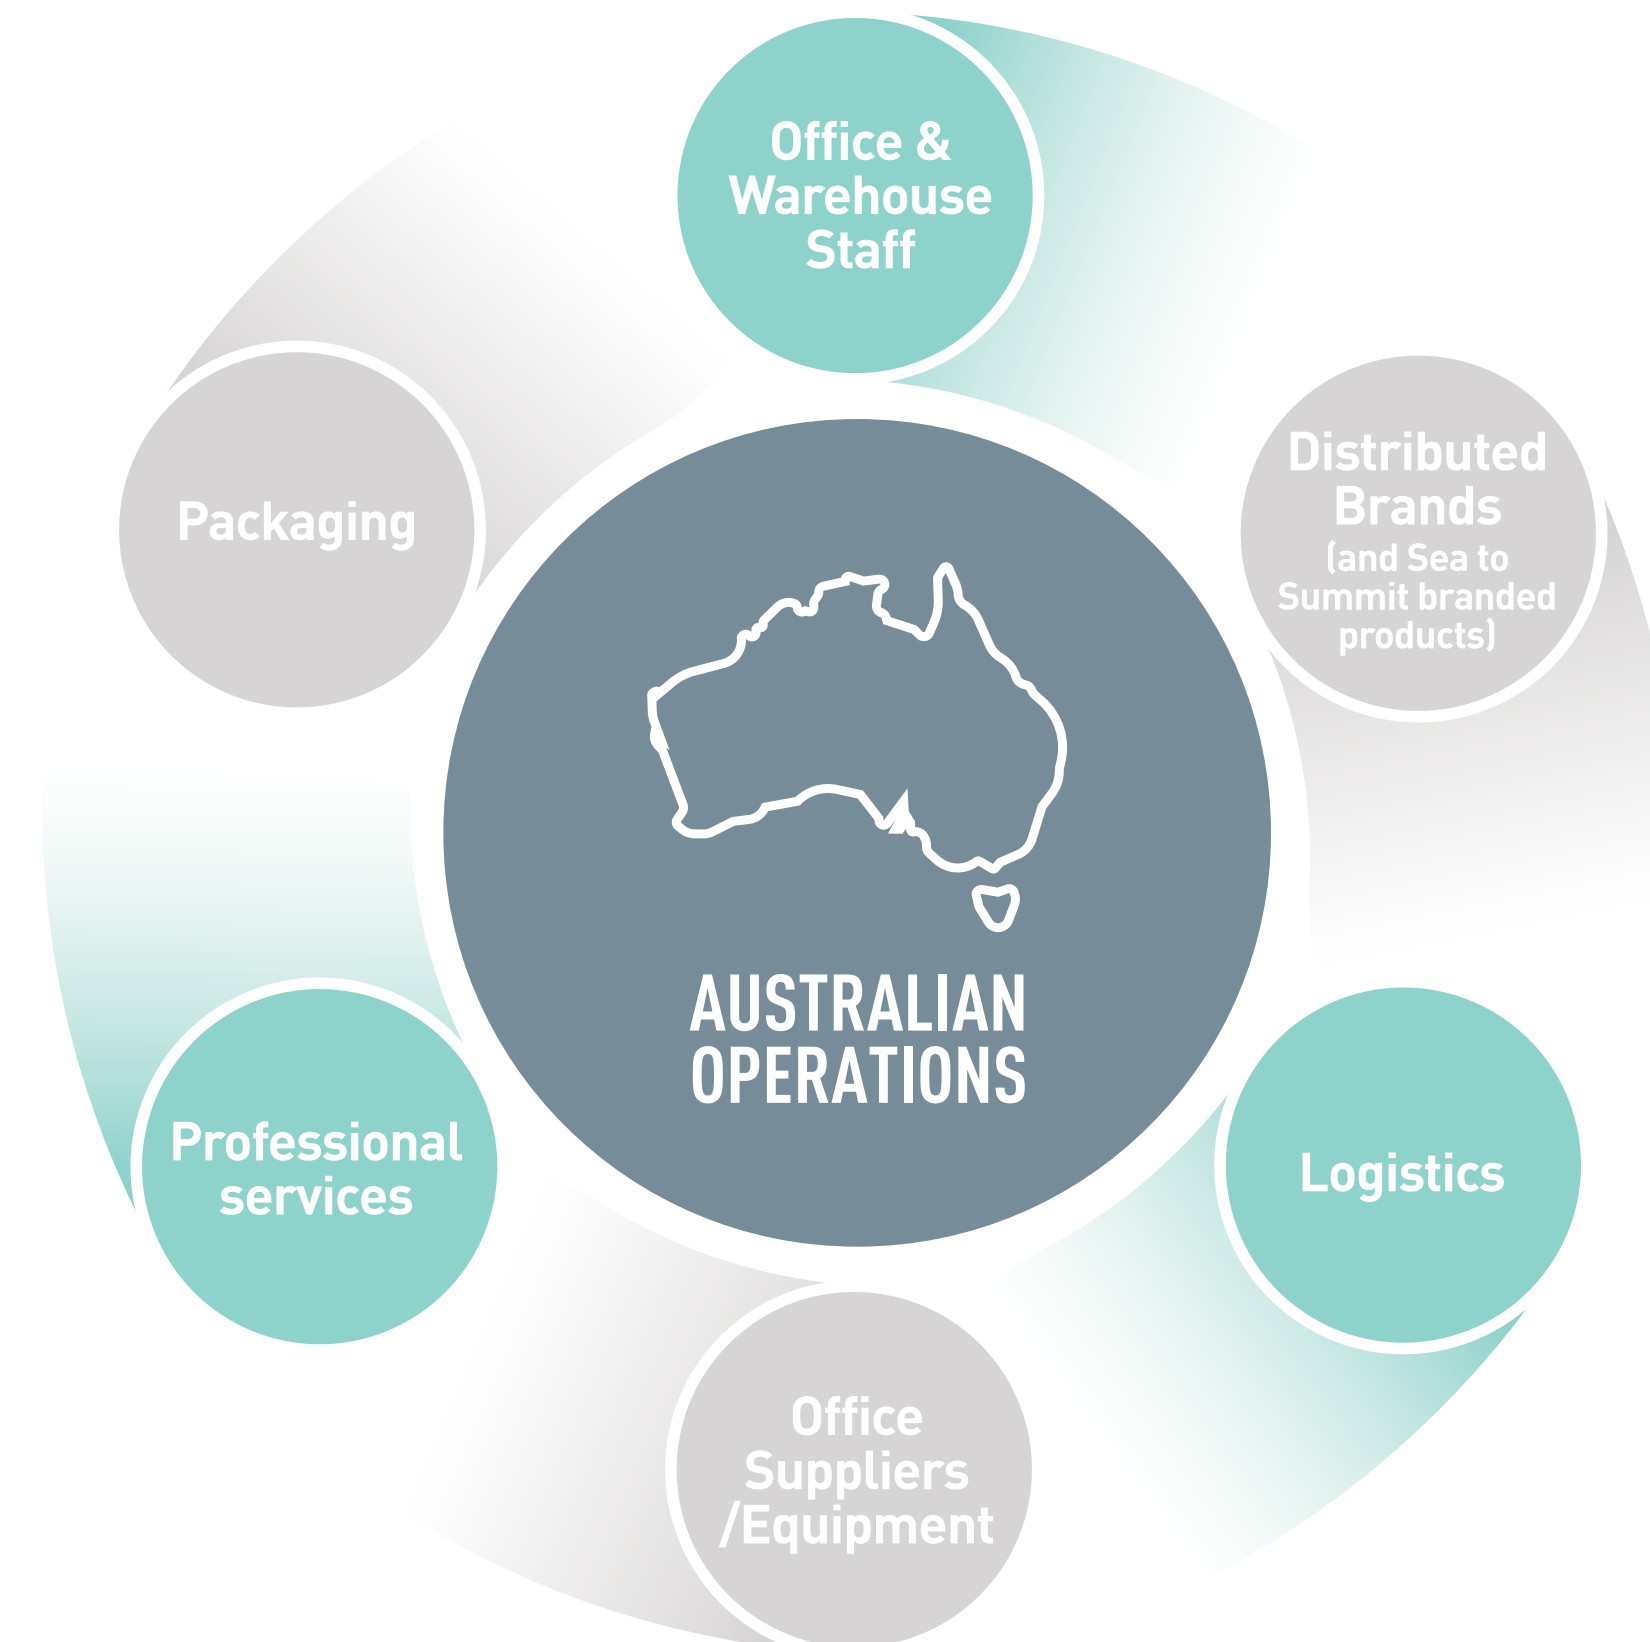 Office &
Warehouse
Staff
Distributed
Brands
(and Sea to
Summit branded
products)
Packaging
AUSTRALIAN
OPERATIONS
Professional
services
Logistics
Office
Suppliers
/Equipment